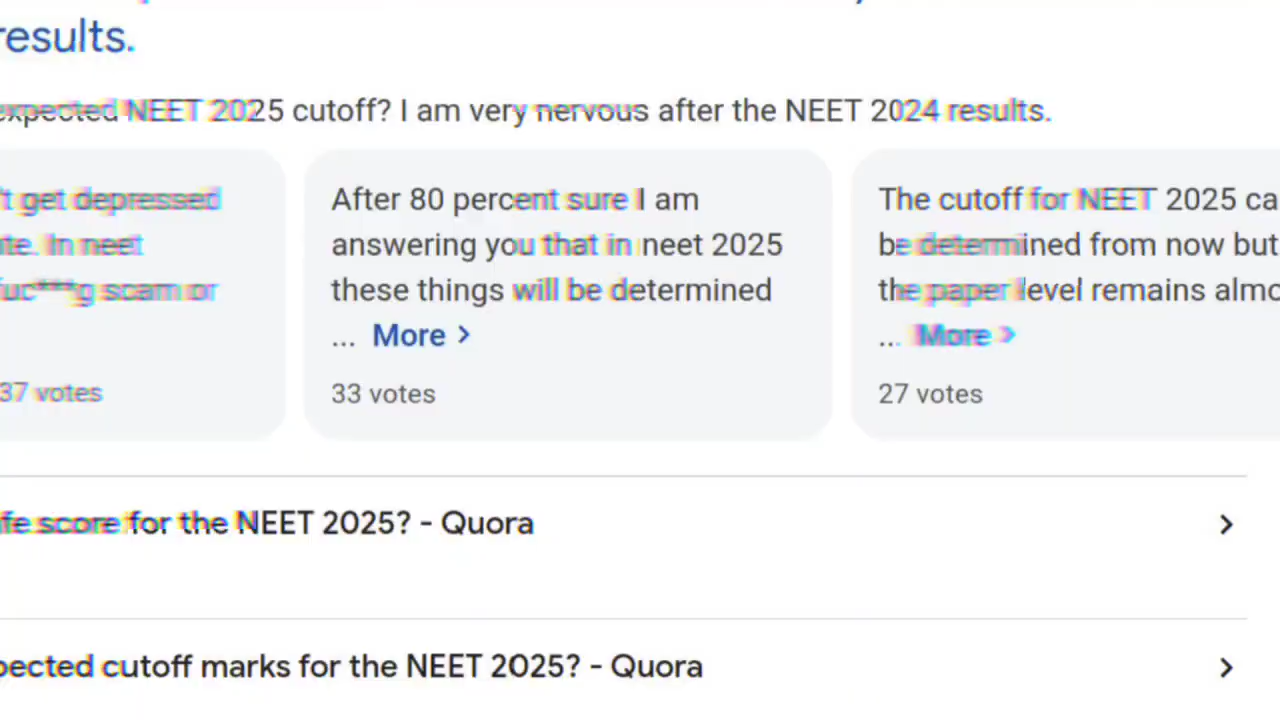 results.
expected NEET 2025 cutoff? I am very nervous after the NEET 2024 results.
't get depressed
In neet
fuc***g scam or
37 votes
After 80 percent sure I am
answering you that in neet 2025
these things will be determined
... More >
33 votes
The cutoff for NEET 2025 ca
be determined from now but
the paper level remains almo
... More >
27 votes
score for the NEET 2025? - Quora
pected cutoff marks for the NEET 2025? - Quora